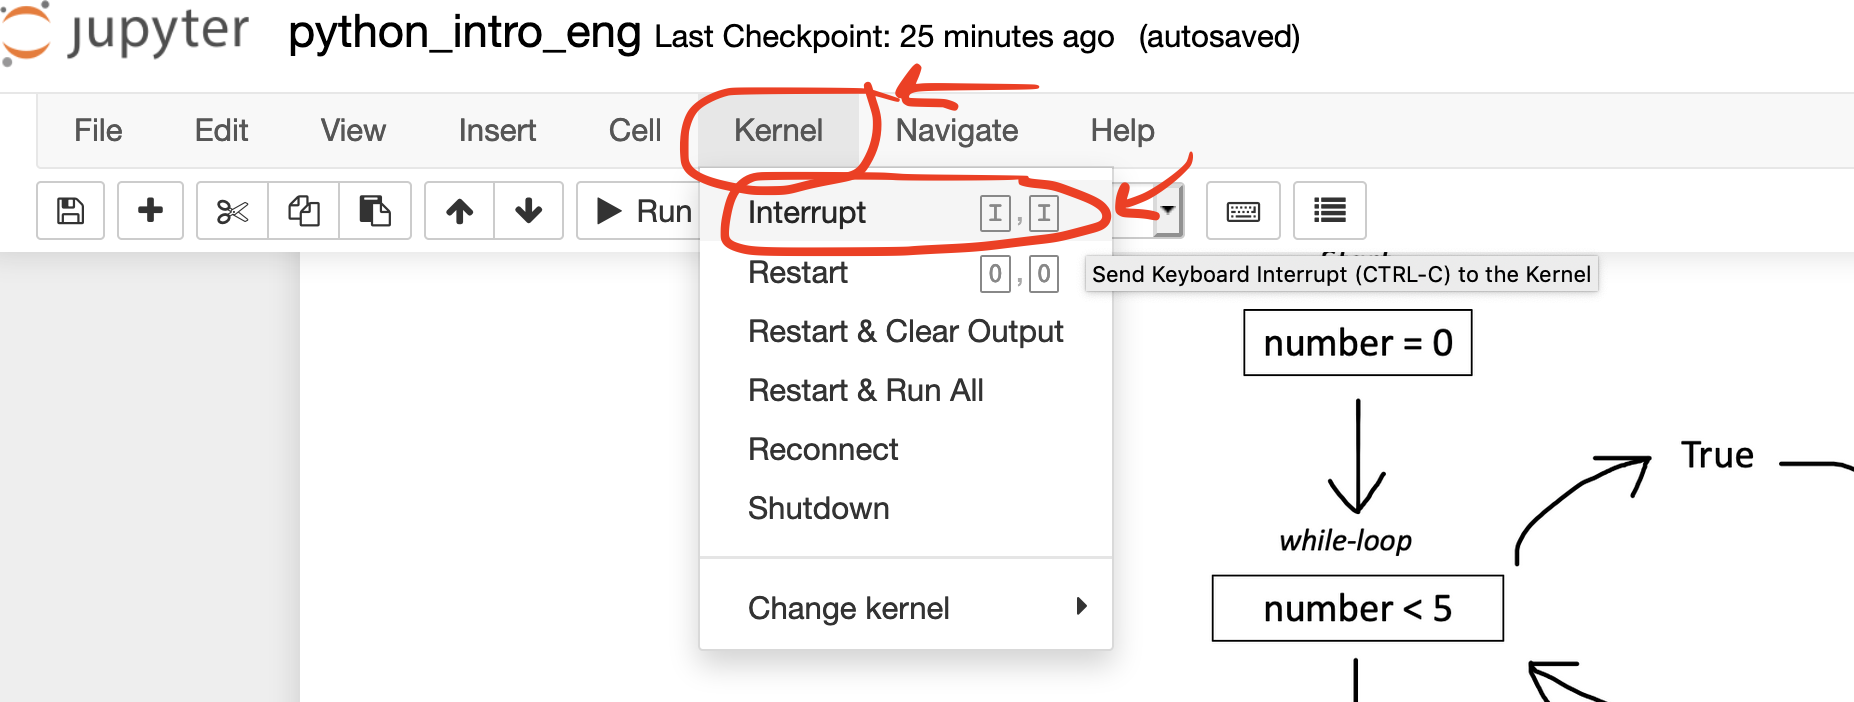 jupyter python_intro_eng Last Checkpoint: 25 minutes ago (autosaved)
File Edit View Insert Cell Kernel Navigate Help
Run
Interrupt I , I
Restart 0 , 0
Send Keyboard Interrupt (CTRL-C) to the Kernel
Restart & Clear Output
number = 0
Restart & Run All
Reconnect
True
Shutdown
while-loop
Change kernel
number < 5